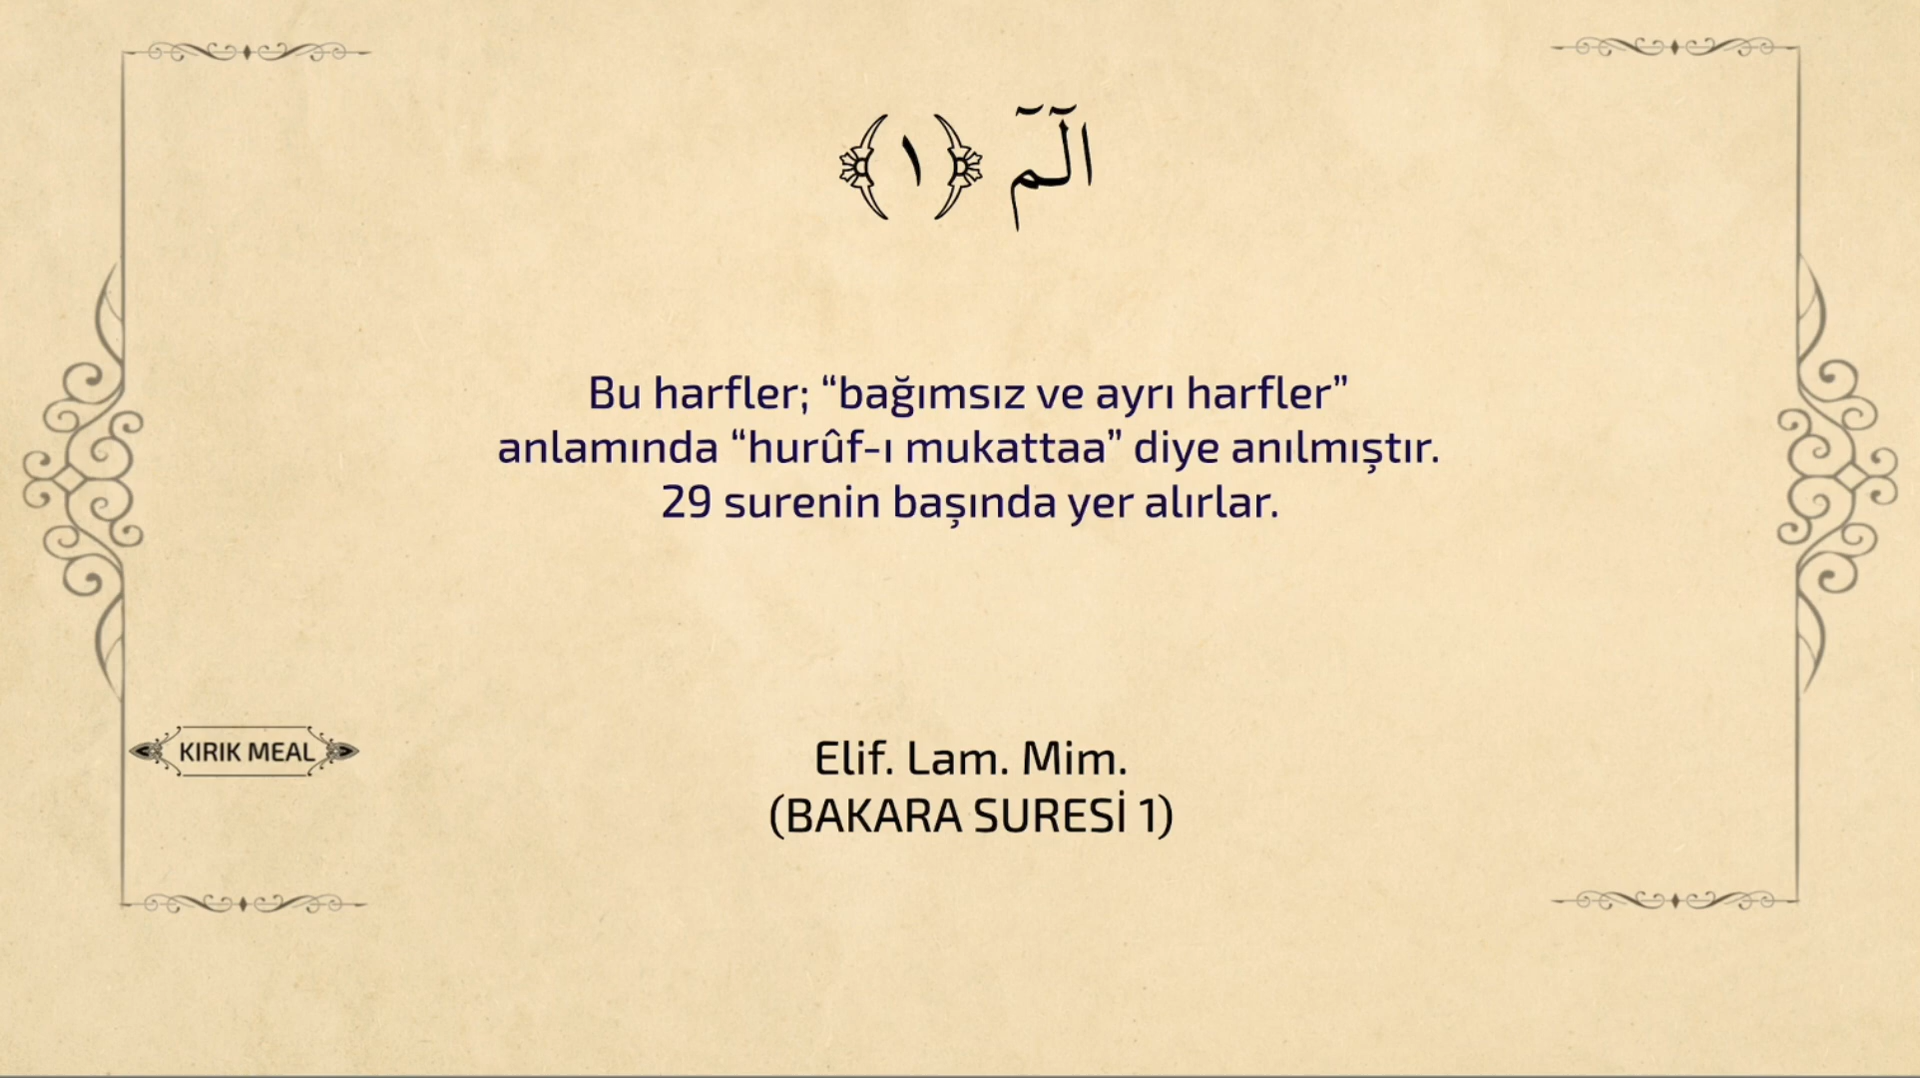 الٓمٓ ﴿١﴾
Bu harfler; “bağımsız ve ayrı harfler”
anlamında “hurûf-ı mukattaa” diye anılmıştır.
29 surenin başında yer alırlar.
KIRIK MEAL
Elif. Lam. Mim.
(BAKARA SURESİ 1)